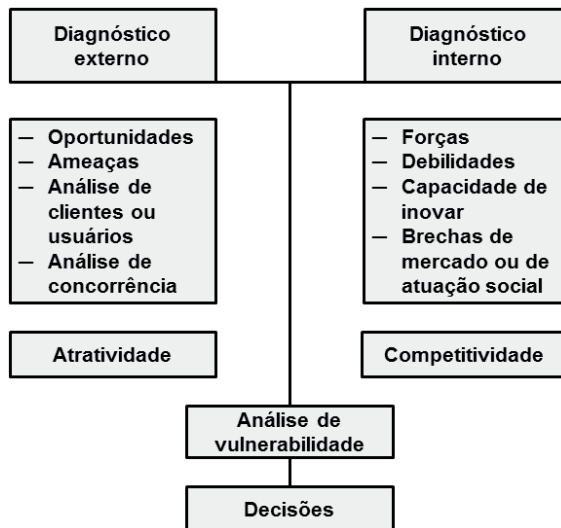 Diagnóstico
externo
Diagnóstico
interno
— Oportunidades
— Ameaças
— Análise de
clientes ou
usuários
— Análise de
concorrência
— Forças
— Debilidades
— Capacidade de
inovar
— Brechas de
mercado ou de
atuação social
Atratividade
Competitividade
Análise de
vulnerabilidade
Decisões